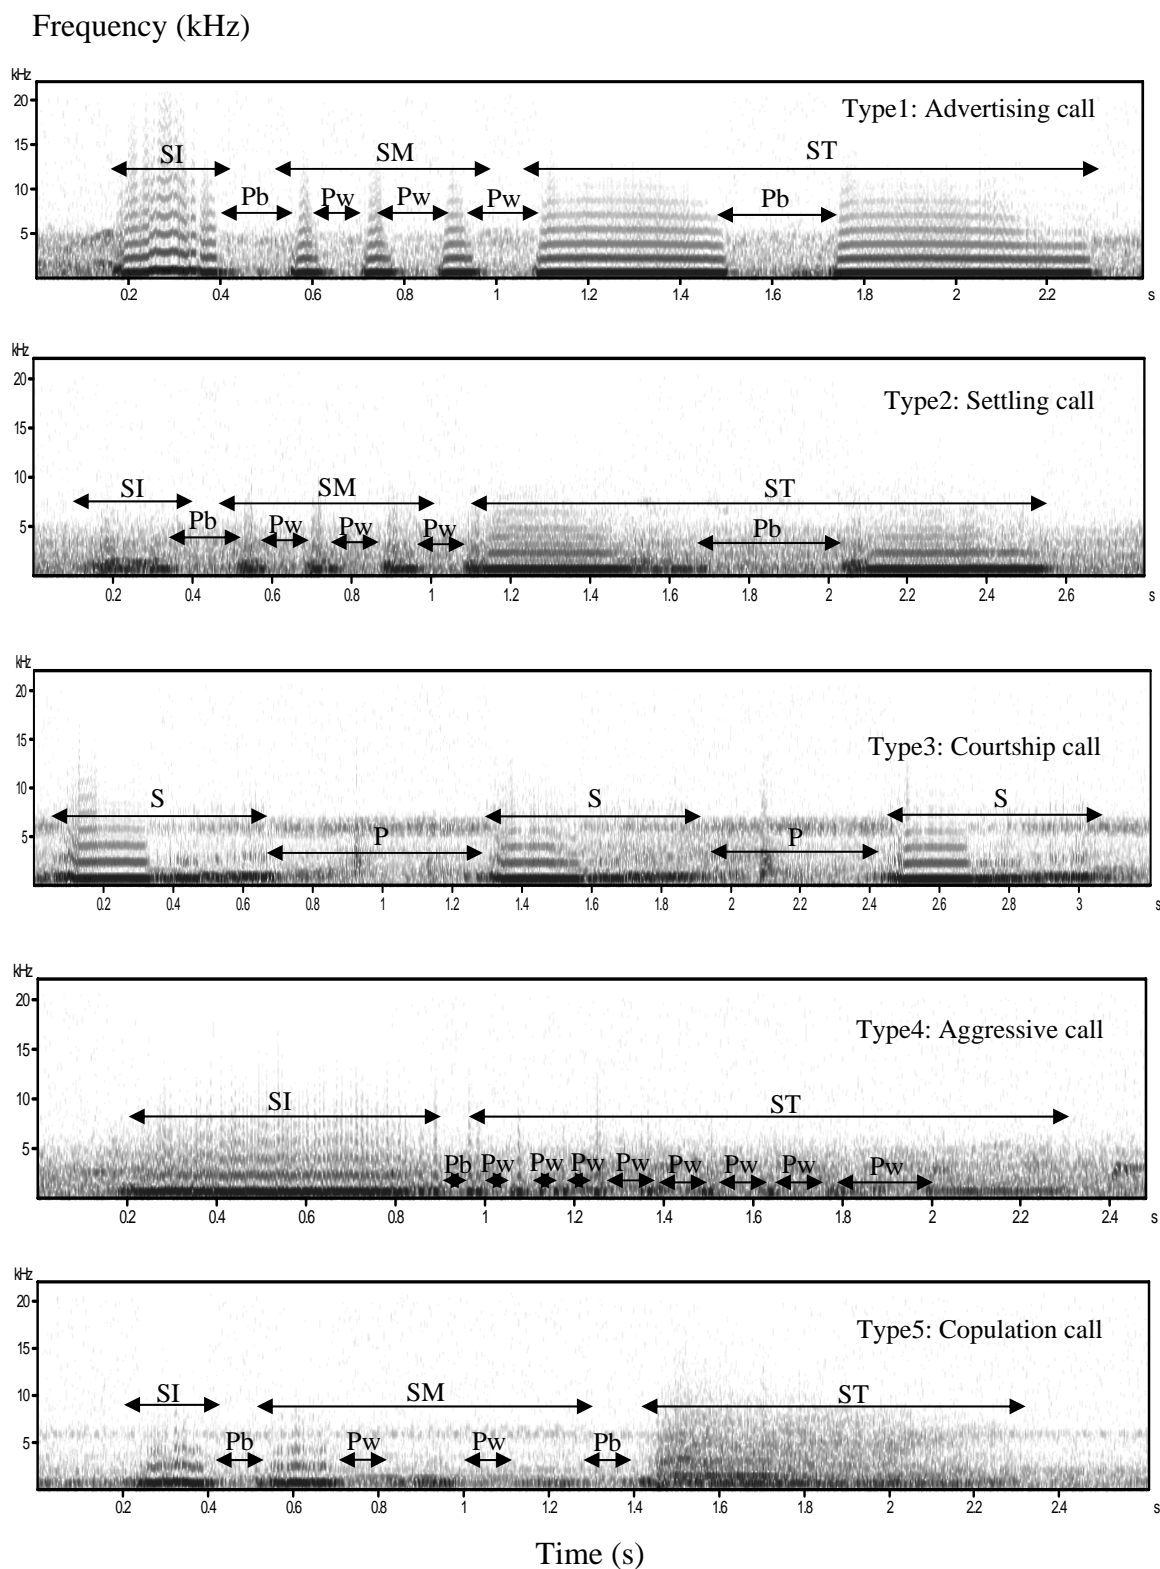 Frequency (kHz)
kHz
Type1: Advertising call
20
15
SI SM ST
10
Pb Pw Pw Pw Pb
5
0.2 0.4 0.6 0.8 1 1.2 1.4 1.6 1.8 2 2.2 s
kHz
20
Type2: Settling call
15
10
SI SM ST
5
Pb Pw Pw Pw Pb
0.2 0.4 0.6 0.8 1 1.2 1.4 1.6 1.8 2 2.2 2.4 2.6 s
kHz
20
15
Type3: Courtship call
10
S S S
5
P P
0.2 0.4 0.6 0.8 1 1.2 1.4 1.6 1.8 2 2.2 2.4 2.6 2.8 3 s
kHz
20
Type4: Aggressive call
15
10
SI ST
5
Pb Pw Pw Pw Pw Pw Pw Pw Pw
0.2 0.4 0.6 0.8 1 1.2 1.4 1.6 1.8 2 2.2 2.4 s
kHz
20
Type5: Copulation call
15
10
SI SM ST
5
Pb Pw Pw Pb
0.2 0.4 0.6 0.8 1 1.2 1.4 1.6 1.8 2 2.2 2.4 s
Time (s)